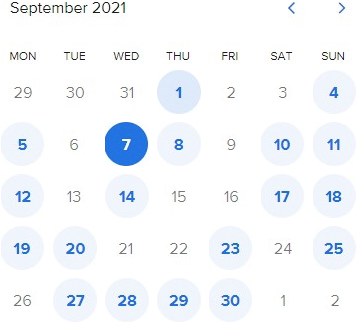 September 2021
MON TUE WED THU FRI SAT SUN
29 30 31 1 2 3 4
5 6 7 8 9 10 11
12 13 14 15 16 17 18
19 20 21 22 23 24 25
26 27 28 29 30 1 2